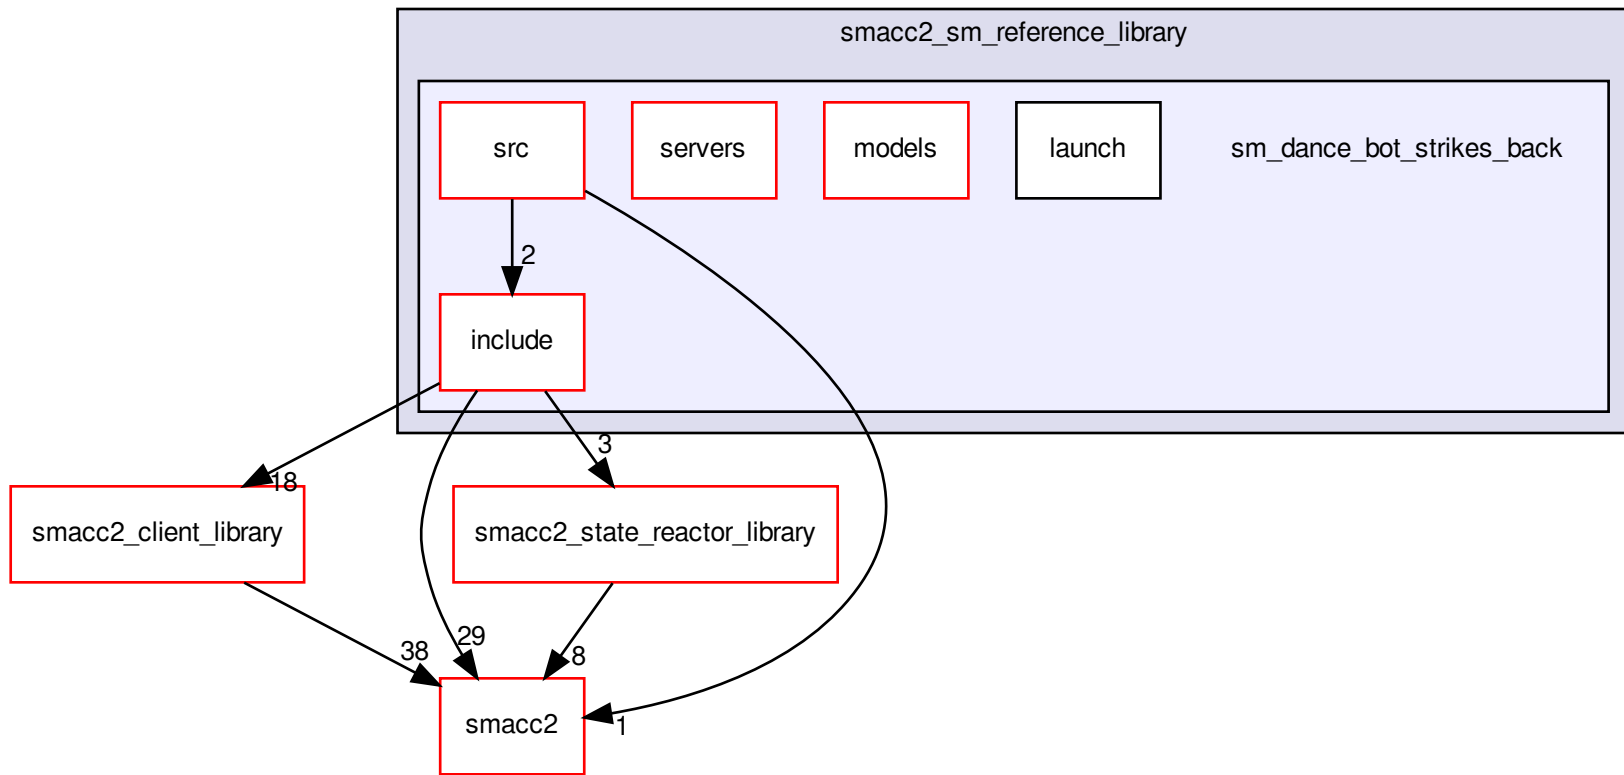 smacc2_sm_reference_library
src
servers
models
launch
sm_dance_bot_strikes_back
2
include
3
18
smacc2_client_library
smacc2_state_reactor_library
38
29
8
smacc2
1